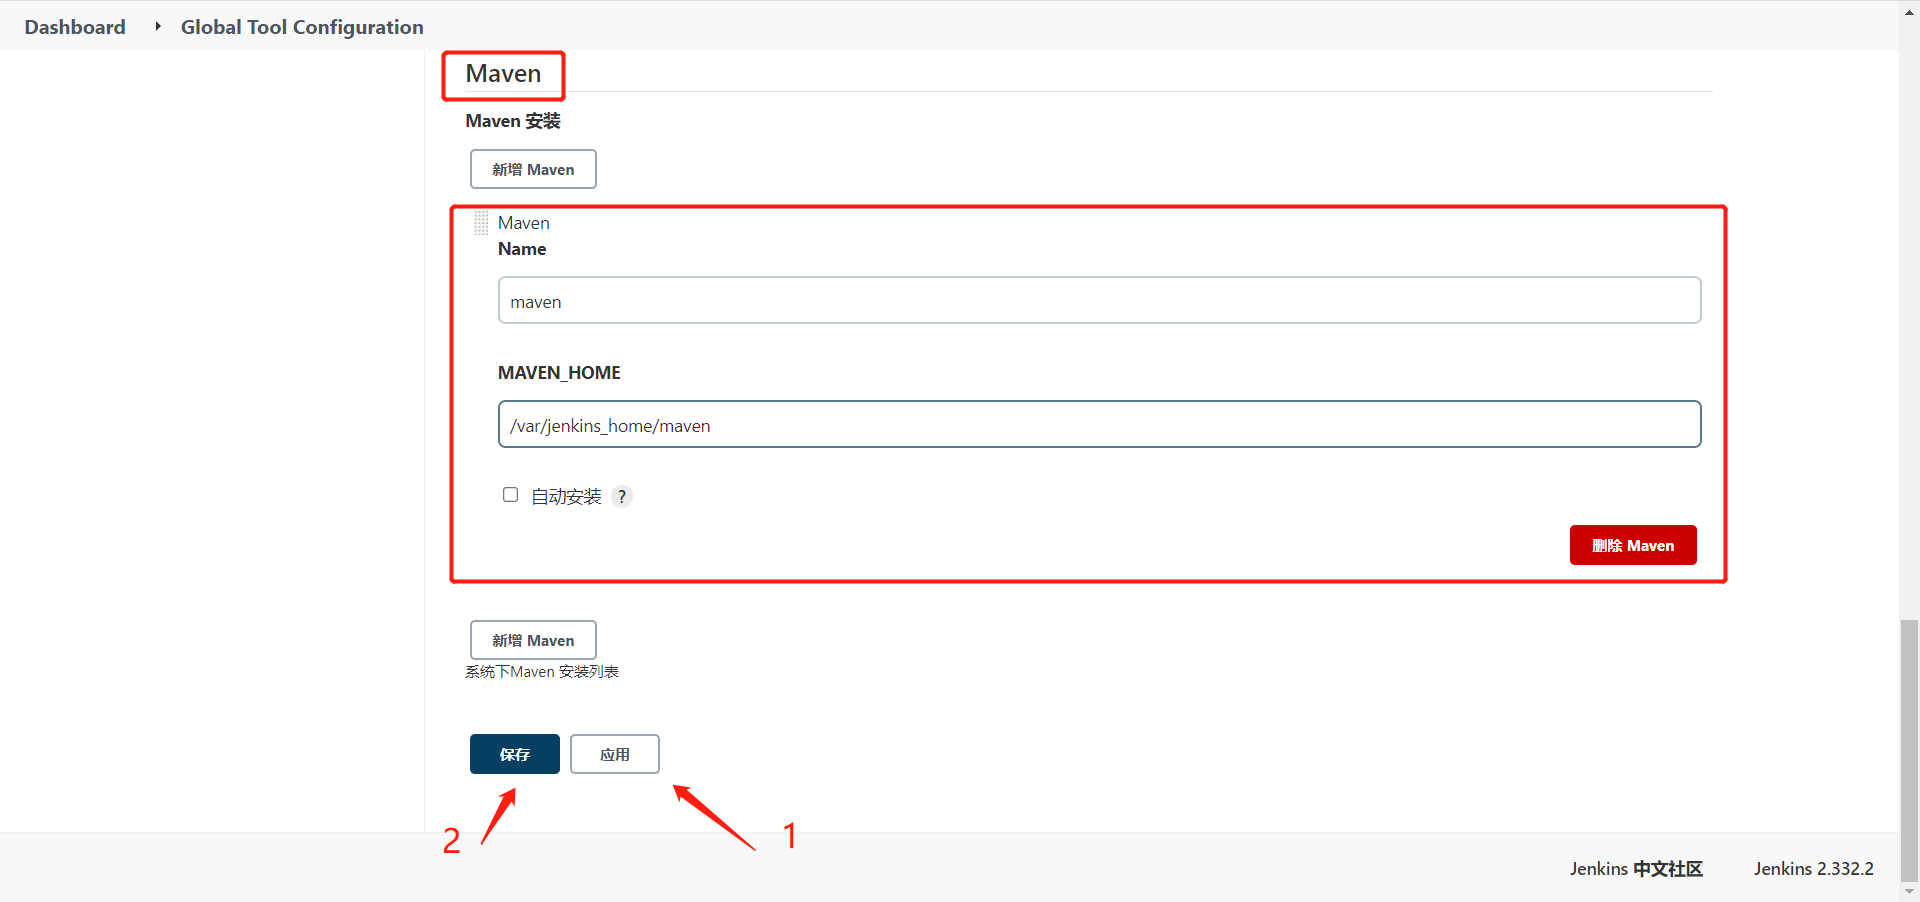 Dashboard
Global Tool Configuration
Maven
Maven 安装
新增 Maven
Maven
Name
maven
MAVEN_HOME
/var/jenkins_home/maven
自动安装 ?
删除 Maven
新增 Maven
系统下Maven 安装列表
保存
应用
2
1
Jenkins 中文社区
Jenkins 2.332.2